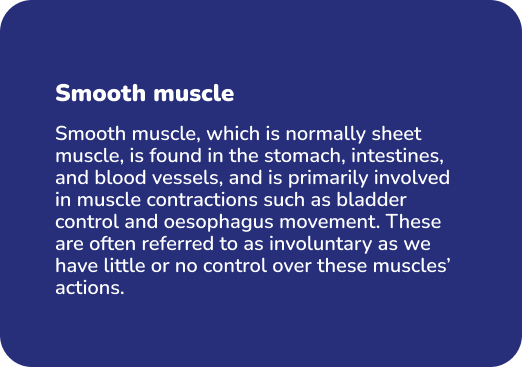 Smooth muscle
Smooth muscle, which is normally sheet
muscle, is found in the stomach, intestines,
and blood vessels, and is primarily involved
in muscle contractions such as bladder
control and oesophagus movement. These
are often referred to as involuntary as we
have little or no control over these muscles’
actions.